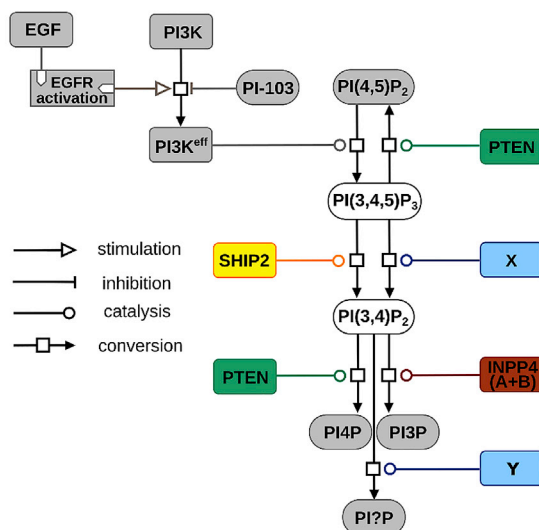 EGF
PI3K
EGFR
activation
PI-103
PI(4,5)P₂
PI3Kᵉᶠᶠ
PTEN
PI(3,4,5)P₃
stimulation
SHIP2
X
inhibition
catalysis
PI(3,4)P₂
conversion
PTEN
INPP4
(A+B)
PI4P
PI3P
Y
PI?P